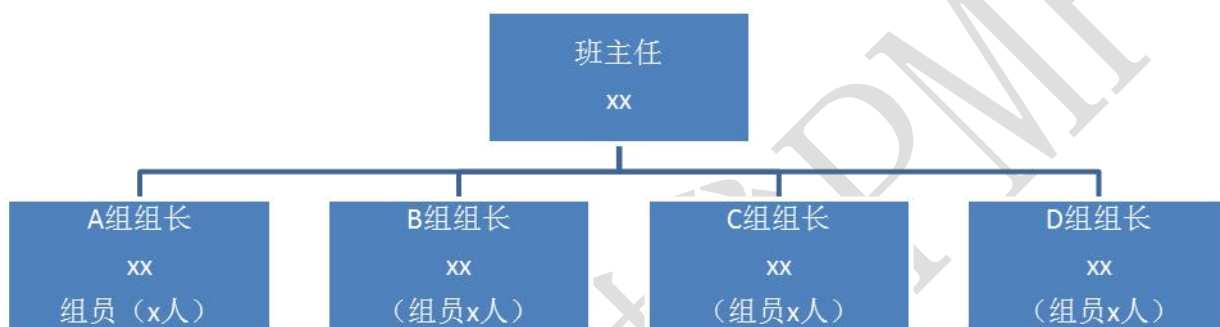 班主任
xx
A组组长
xx
组员（x人）
B组组长
xx
（组员x人）
C组组长
xx
（组员x人）
D组组长
xx
（组员x人）